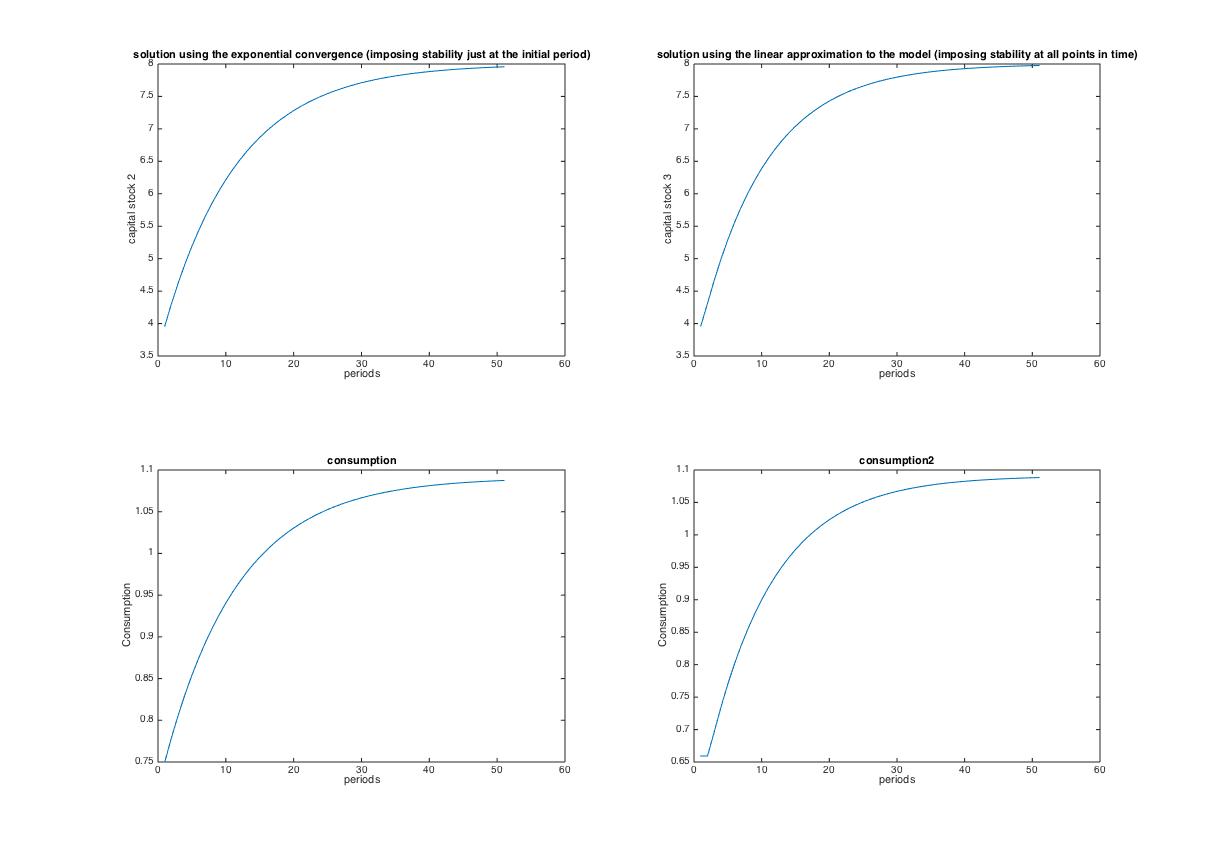 solution using the exponential convergence (imposing stability just at the initial period)
8
7.5
7
6.5
6
5.5
5
4.5
4
3.5
capital stock 2
0 10 20 30 40 50 60
periods
solution using the linear approximation to the model (imposing stability at all points in time)
8
7.5
7
6.5
6
5.5
5
4.5
4
3.5
capital stock 3
0 10 20 30 40 50 60
periods
consumption
1.1
1.05
1
0.95
0.9
0.85
0.8
0.75
Consumption
0 10 20 30 40 50 60
periods
consumption2
1.1
1.05
1
0.95
0.9
0.85
0.8
0.75
0.7
0.65
Consumption
0 10 20 30 40 50 60
periods